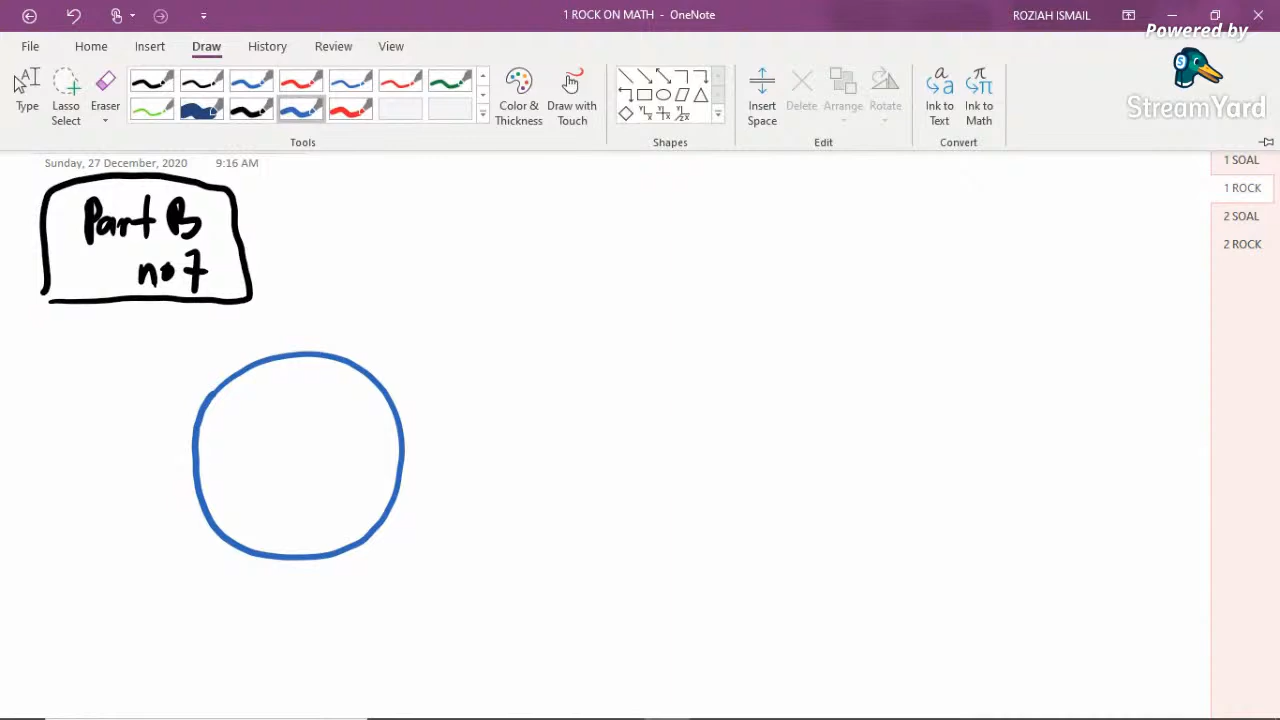 1 ROCK ON MATH - OneNote
ROZIAH ISMAIL
Powered by
StreamYard
File Home Insert Draw History Review View
Type
Lasso Select
Eraser
Color & Thickness
Draw with Touch
Insert Space
Delete
Arrange
Rotate
Ink to Text
Ink to Math
Tools
Shapes
Edit
Convert
Sunday, 27 December, 2020 9:16 AM
1 SOAL
1 ROCK
2 SOAL
2 ROCK
Part B
no 7